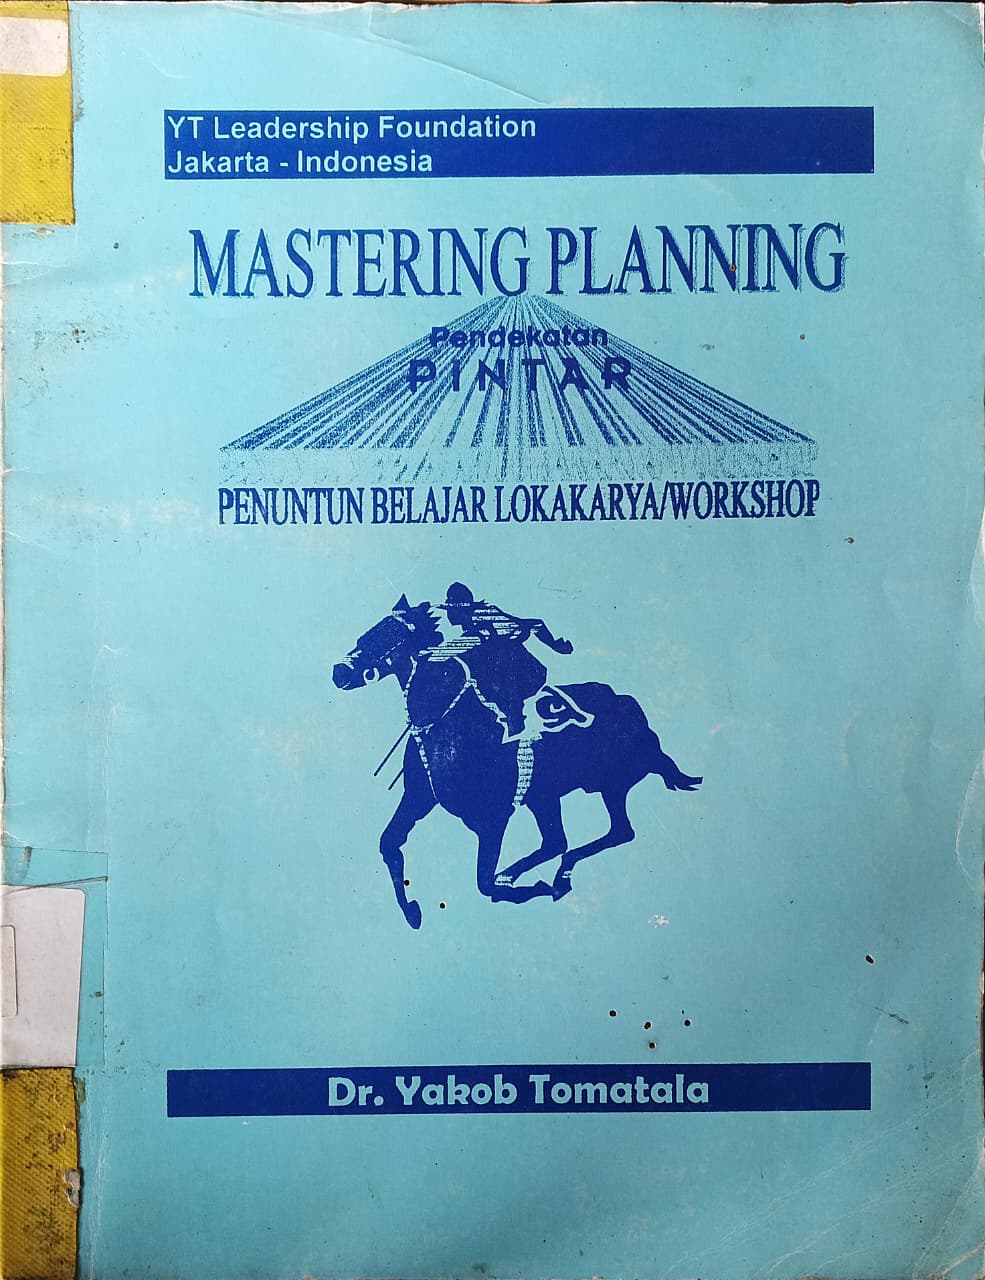 YT Leadership Foundation
Jakarta - Indonesia
MASTERING PLANNING
Pendekatan
PINTAR
PENUNTUN BELAJAR LOKAKARYA/WORKSHOP
Dr. Yakob Tomatala